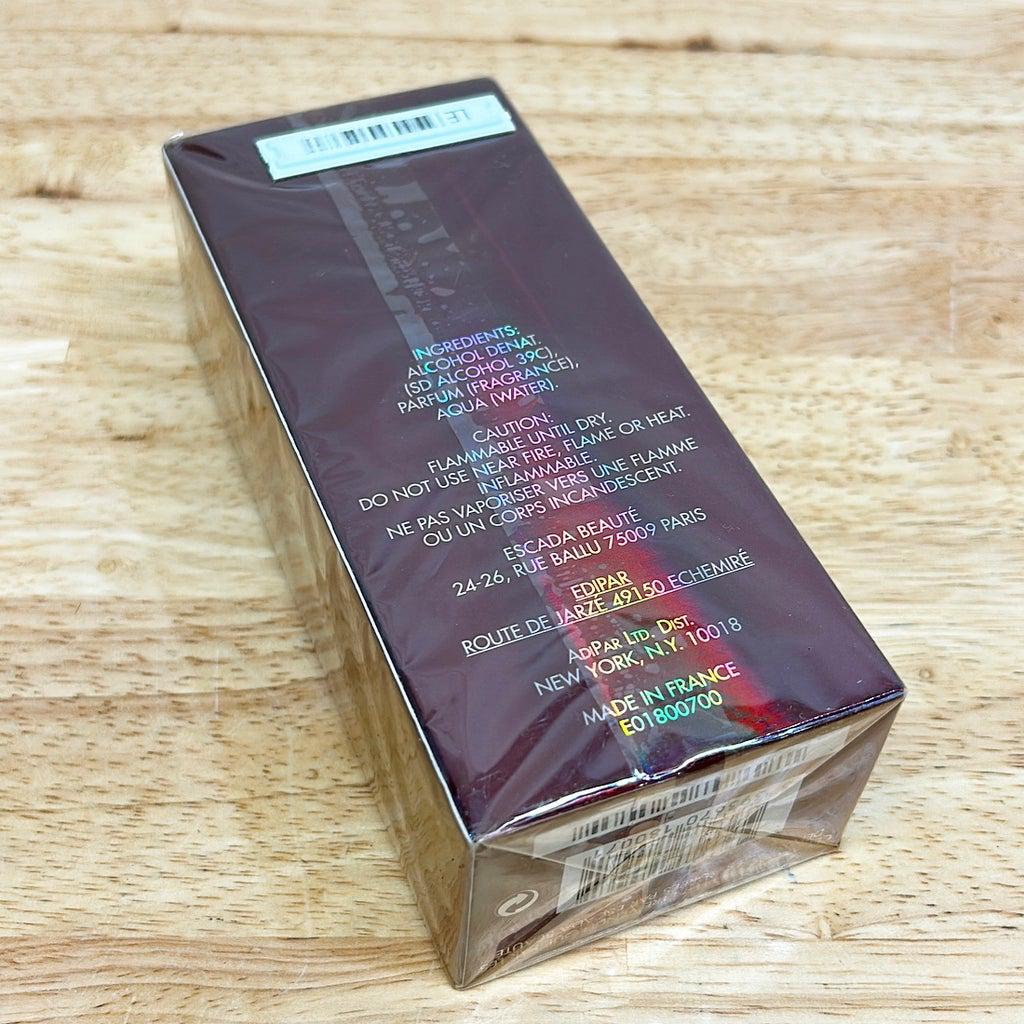 INGREDIENTS:
ALCOHOL DENAT.
(SD ALCOHOL 39C),
PARFUM (FRAGRANCE),
AQUA (WATER).
CAUTION:
FLAMMABLE UNTIL DRY.
DO NOT USE NEAR FIRE, FLAME OR HEAT.
INFLAMMABLE.
NE PAS VAPORISER VERS UNE FLAMME
OU UN CORPS INCANDESCENT.
ESCADA BEAUTÉ
24-26, RUE BALLU 75009 PARIS
EDIPAR
ROUTE DE JARZÉ 49150 ECHEMIRÉ
ADIPAR LTD. DIST.
NEW YORK, N.Y. 10018
MADE IN FRANCE
E01800700